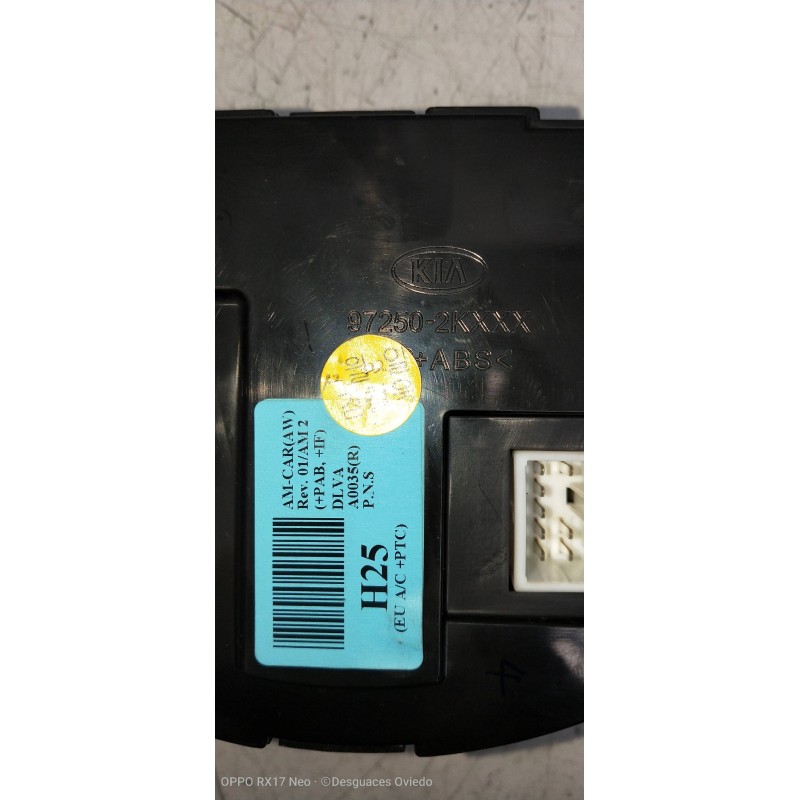 KIA
97250-2KXXX
+ABS<
AM-CAR(AW)
Rev. 01/AM 2
(+PAB, +IF)
DLVA
A0035(R)
P.N.S
H25
(EU A/C +PTC)
4
OPPO RX17 Neo · ©Desguaces Oviedo